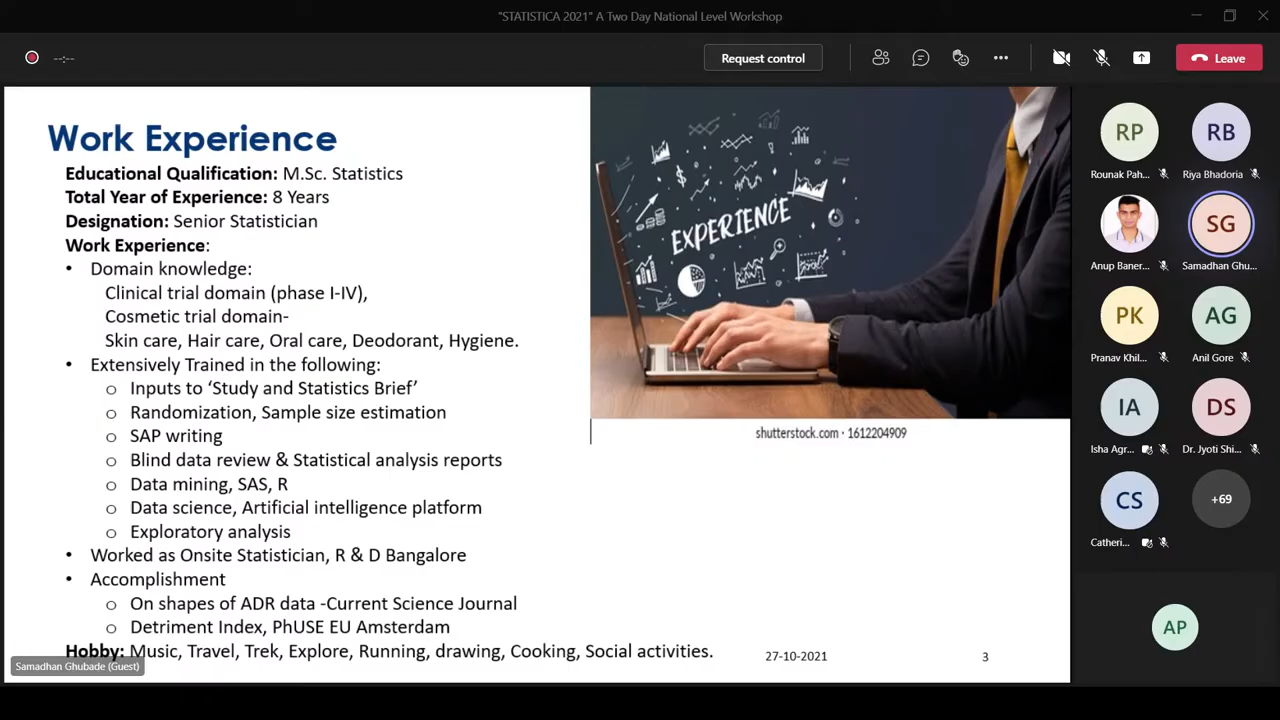 "STATISTICA 2021" A Two Day National Level Workshop
--:--
Request control
Leave
Work Experience
Educational Qualification: M.Sc. Statistics
Total Year of Experience: 8 Years
Designation: Senior Statistician
Work Experience:
• Domain knowledge:
Clinical trial domain (phase I-IV),
Cosmetic trial domain-
Skin care, Hair care, Oral care, Deodorant, Hygiene.
• Extensively Trained in the following:
o Inputs to ‘Study and Statistics Brief’
o Randomization, Sample size estimation
o SAP writing
o Blind data review & Statistical analysis reports
o Data mining, SAS, R
o Data science, Artificial intelligence platform
o Exploratory analysis
• Worked as Onsite Statistician, R & D Bangalore
• Accomplishment
o On shapes of ADR data -Current Science Journal
o Detriment Index, PhUSE EU Amsterdam
Hobby: Music, Travel, Trek, Explore, Running, drawing, Cooking, Social activities.
Samadhan Ghubade (Guest)
27-10-2021
3
EXPERIENCE
shutterstock.com · 1612204909
RP
RB
Rounak Pah...
Riya Bhadoria
SG
Anup Baner...
Samadhan Ghu...
PK
AG
Pranav Khil...
Anil Gore
IA
DS
Isha Agr...
Dr. Jyoti Shi...
CS
+69
Catheri...
AP